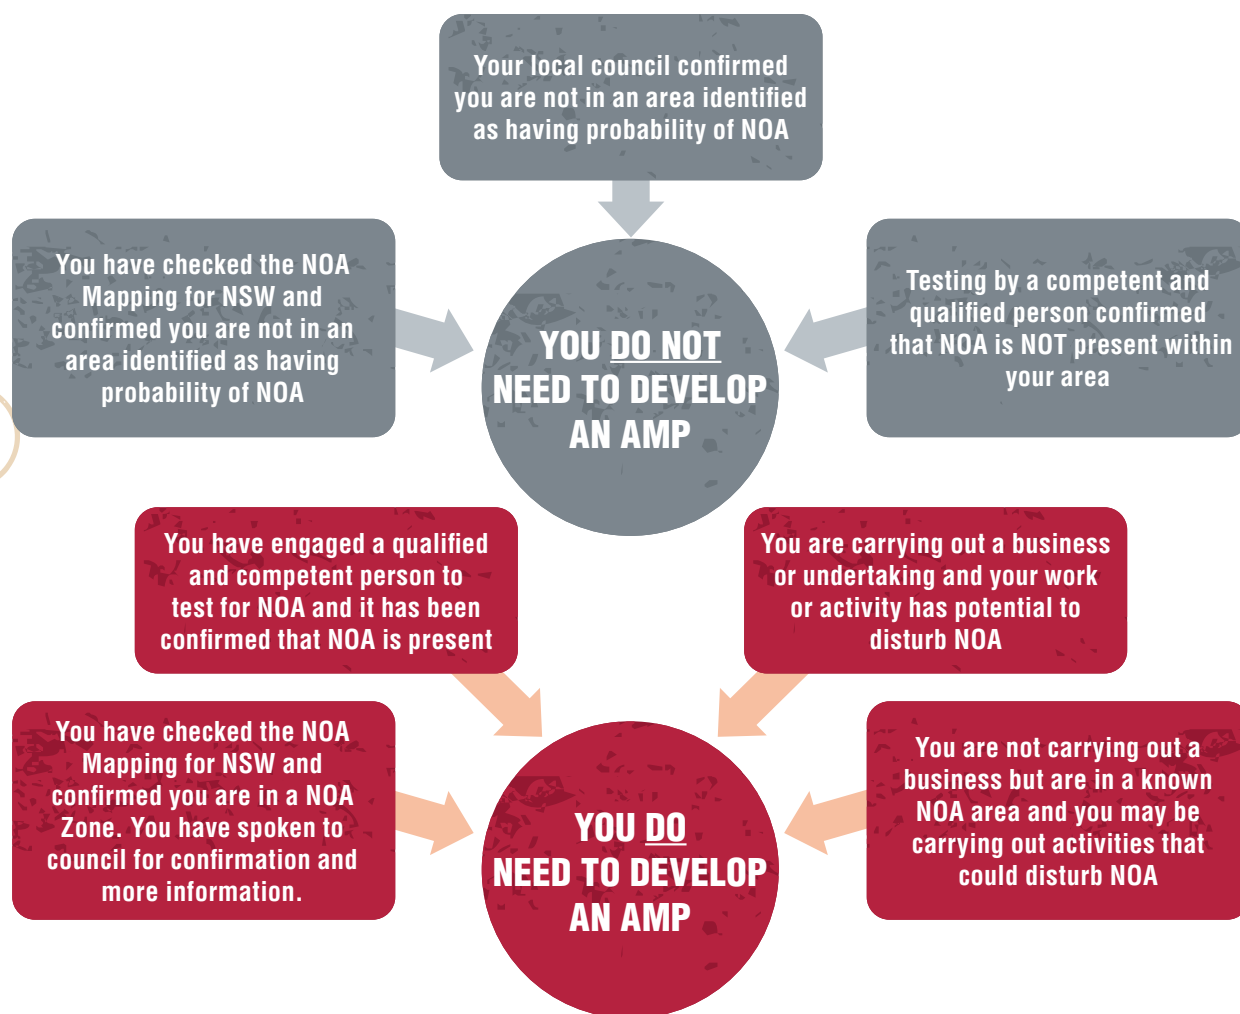 Your local council confirmed
you are not in an area identified
as having probability of NOA
You have checked the NOA
Mapping for NSW and
confirmed you are not in an
area identified as having
probability of NOA
YOU DO NOT
NEED TO DEVELOP
AN AMP
Testing by a competent and
qualified person confirmed
that NOA is NOT present within
your area
You have engaged a qualified
and competent person to
test for NOA and it has been
confirmed that NOA is present
You are carrying out a business
or undertaking and your work
or activity has potential to
disturb NOA
You have checked the NOA
Mapping for NSW and
confirmed you are in a NOA
Zone. You have spoken to
council for confirmation and
more information.
YOU DO
NEED TO DEVELOP
AN AMP
You are not carrying out a
business but are in a known
NOA area and you may be
carrying out activities that
could disturb NOA